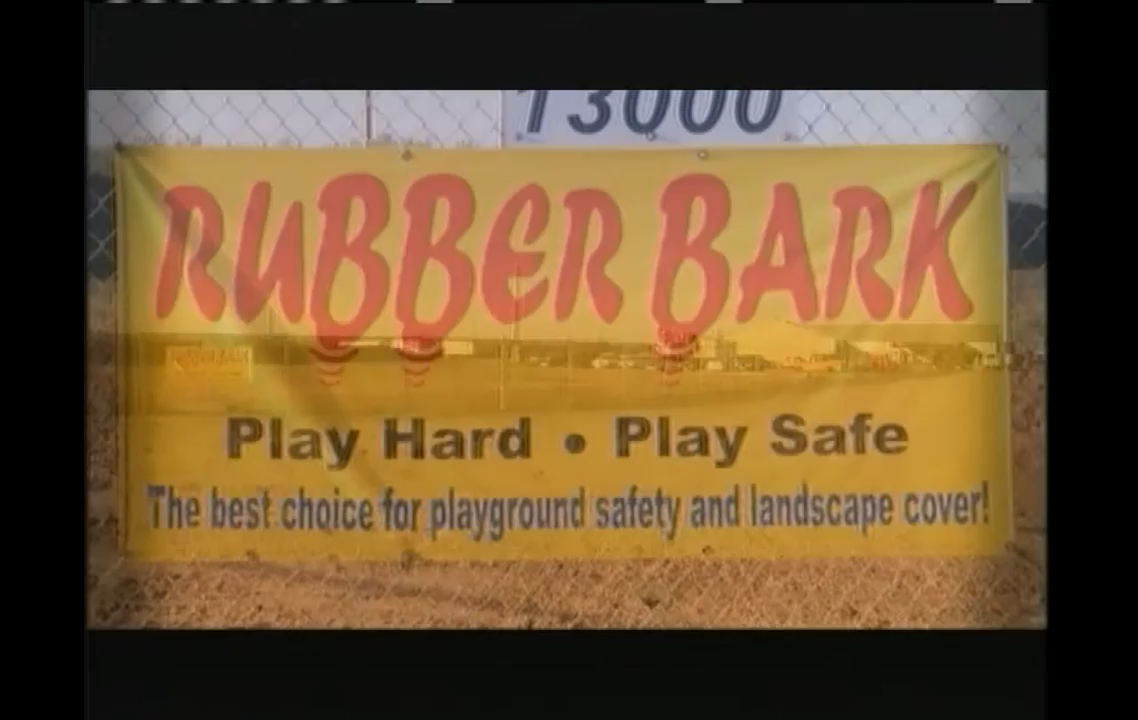 13000
RUBBER BARK
Play Hard • Play Safe
The best choice for playground safety and landscape cover!